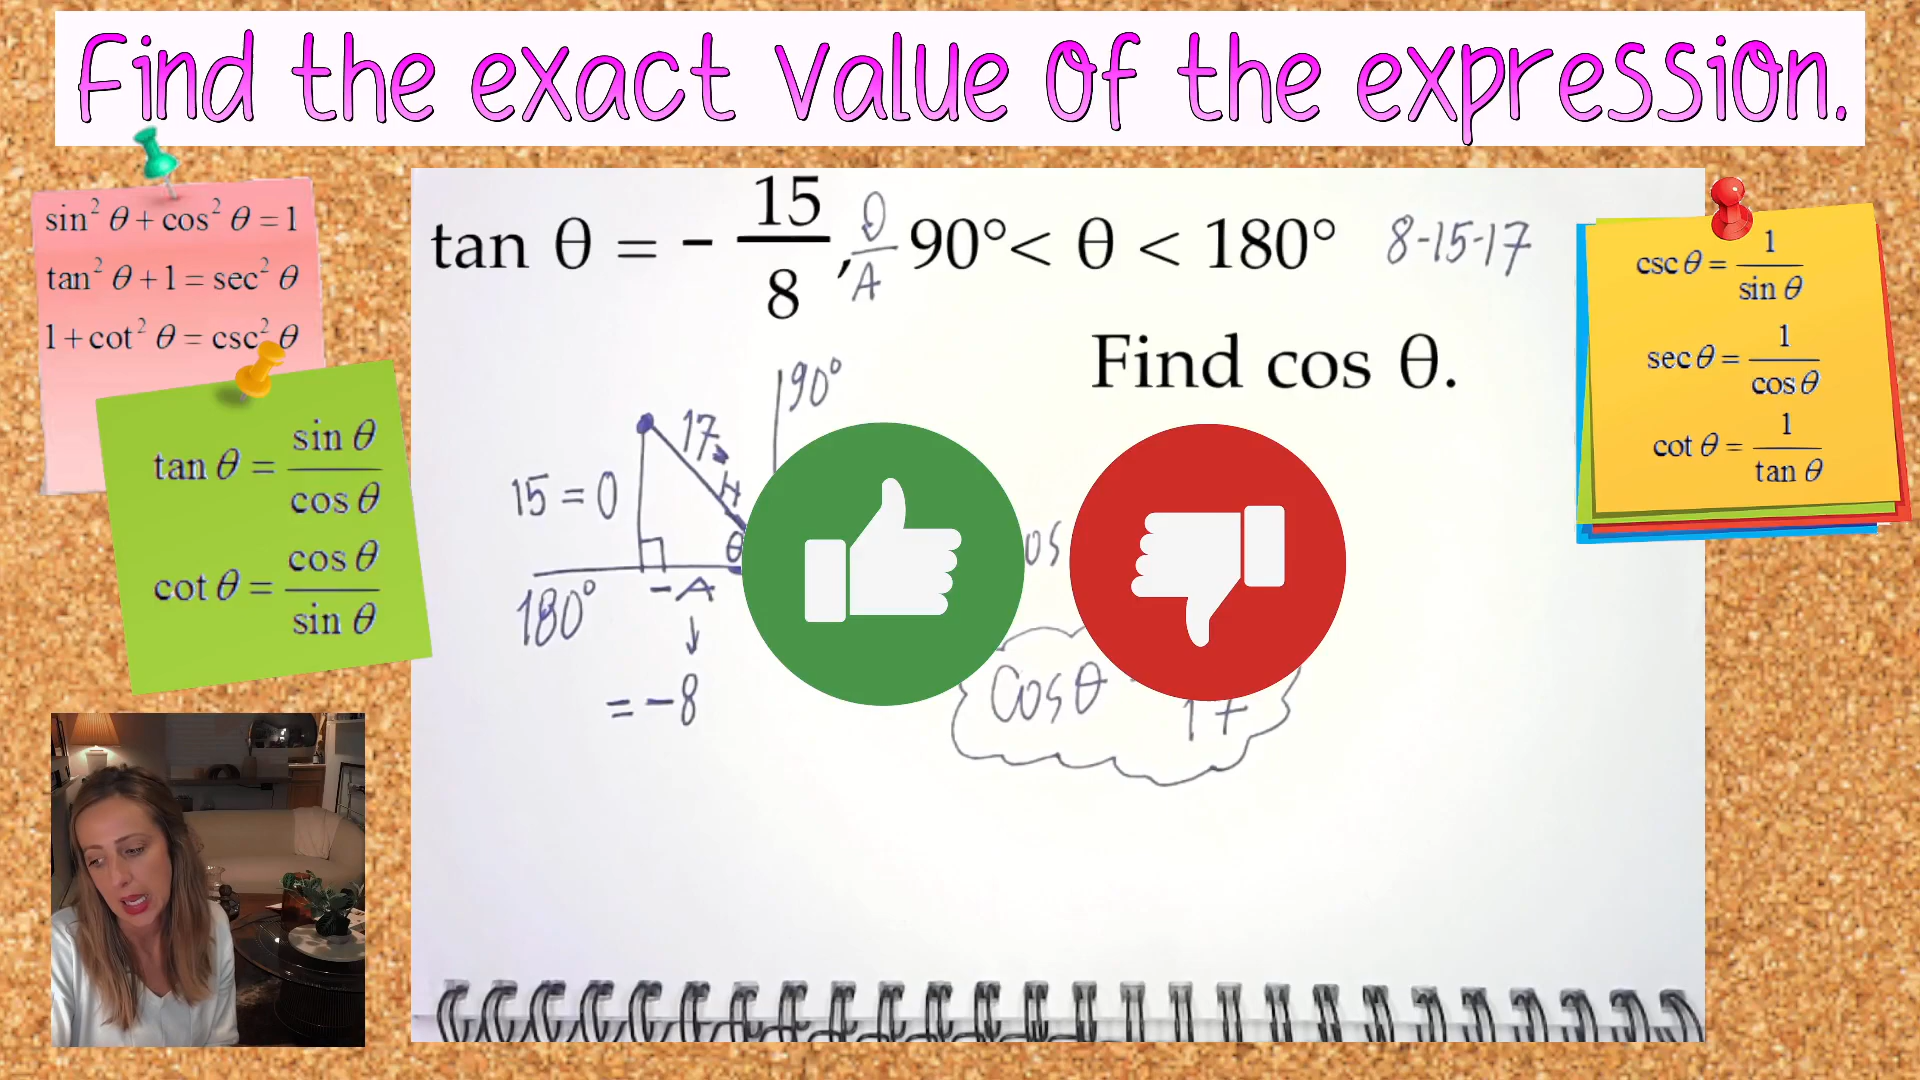 Find the exact value of the expression.
sin² θ + cos² θ = 1
tan² θ + 1 = sec² θ
1 + cot² θ = csc² θ
tan θ = sin θ / cos θ
cot θ = cos θ / sin θ
tan θ = - 15/8, O/A 90° < θ < 180° 8-15-17
Find cos θ.
90°
17
H
15 = O
θ
180°
-A
↓
= -8
os
Cos θ
17
csc θ = 1 / sin θ
sec θ = 1 / cos θ
cot θ = 1 / tan θ